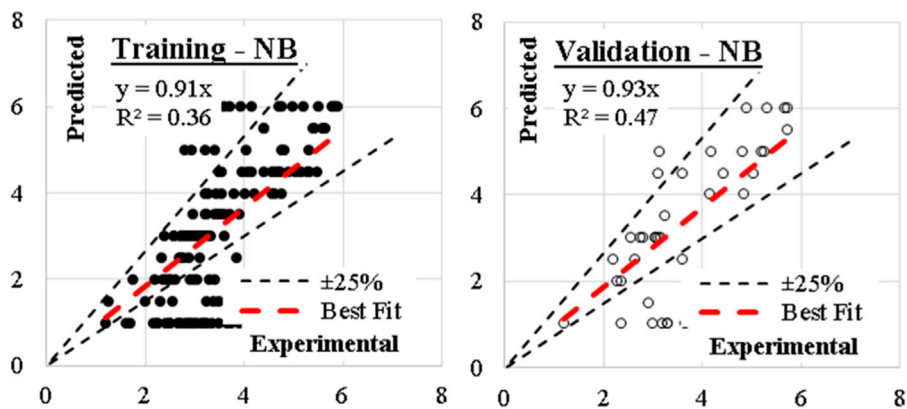 8
6
4
2
0
Predicted
Training - NB
y = 0.91x
R² = 0.36
±25%
Best Fit
Experimental
0 2 4 6 8
8
6
4
2
0
Predicted
Validation - NB
y = 0.93x
R² = 0.47
±25%
Best Fit
Experimental
0 2 4 6 8